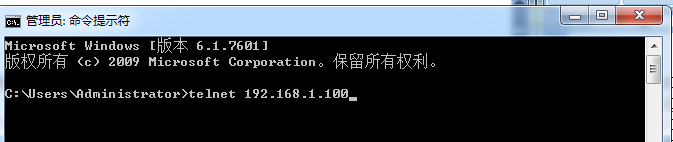 管理员: 命令提示符
Microsoft Windows [版本 6.1.7601]
版权所有 (c) 2009 Microsoft Corporation。保留所有权利。
C:\Users\Administrator>telnet 192.168.1.100